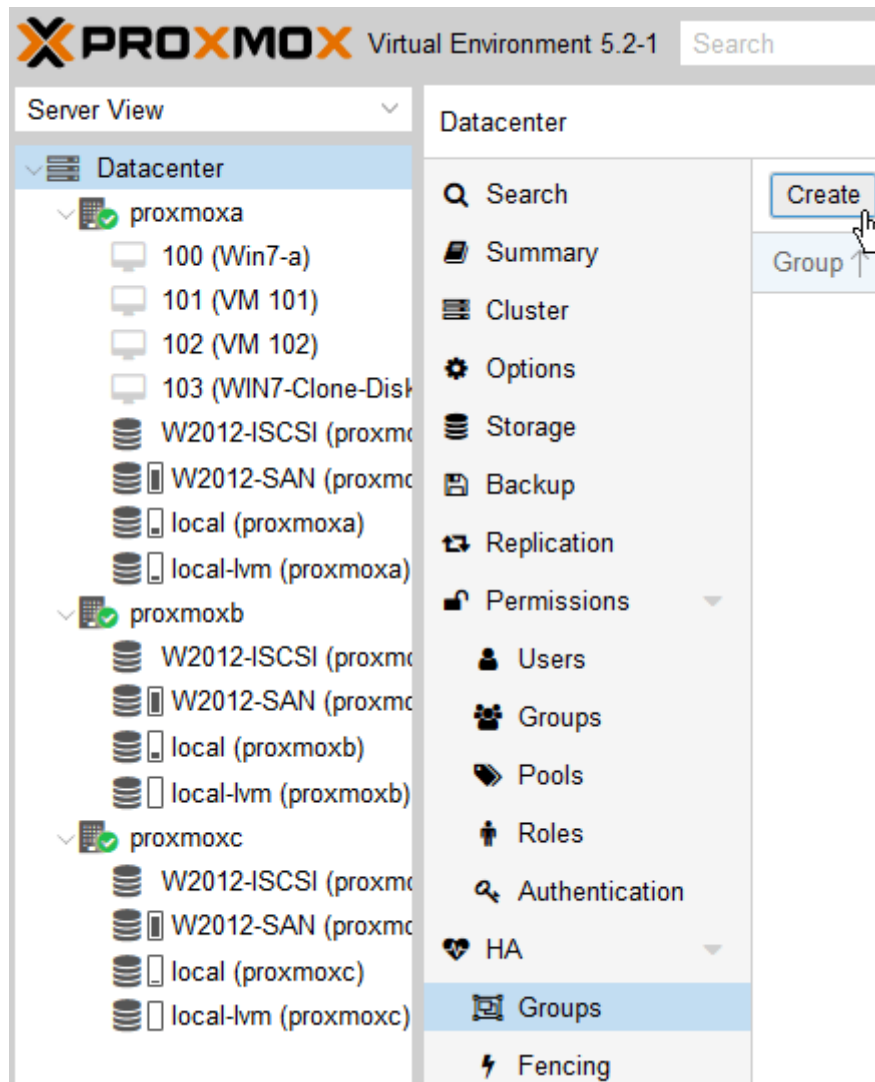 PROXMOX Virtual Environment 5.2-1 Search
Server View
Datacenter
proxmoxa
100 (Win7-a)
101 (VM 101)
102 (VM 102)
103 (WIN7-Clone-Disk
W2012-ISCSI (proxmo
W2012-SAN (proxmo
local (proxmoxa)
local-lvm (proxmoxa)
proxmoxb
W2012-ISCSI (proxmo
W2012-SAN (proxmo
local (proxmoxb)
local-lvm (proxmoxb)
proxmoxc
W2012-ISCSI (proxmo
W2012-SAN (proxmo
local (proxmoxc)
local-lvm (proxmoxc)
Datacenter
Search
Summary
Cluster
Options
Storage
Backup
Replication
Permissions
Users
Groups
Pools
Roles
Authentication
HA
Groups
Fencing
Create
Group